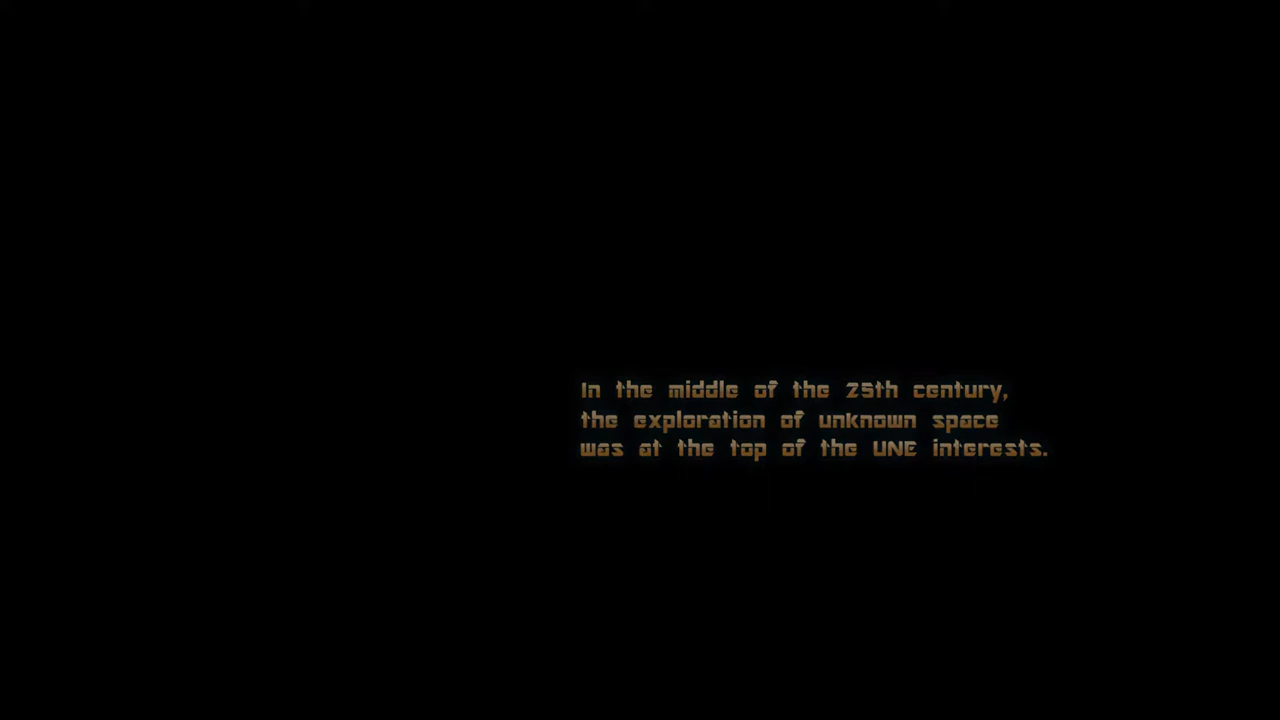 In the middle of the 25th century,
the exploration of unknown space
was at the top of the UNE interests.